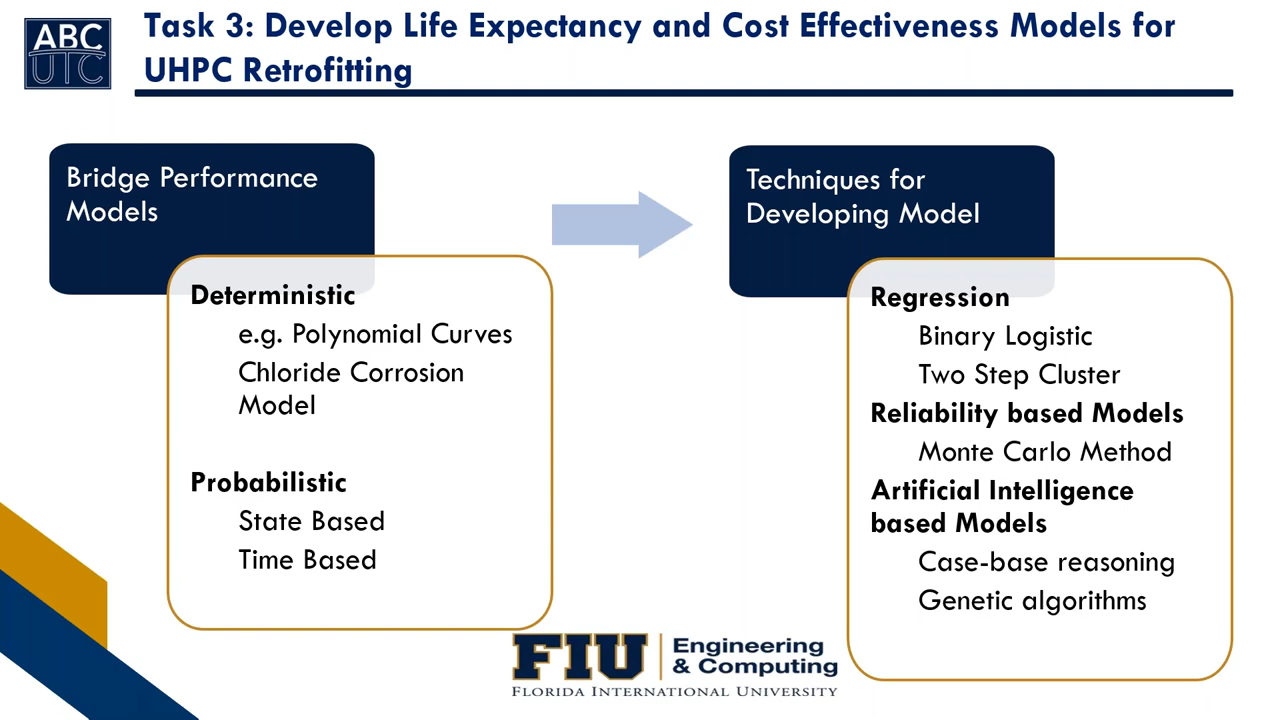 ABC
UTC
Task 3: Develop Life Expectancy and Cost Effectiveness Models for
UHPC Retrofitting
Bridge Performance
Models
Deterministic
e.g. Polynomial Curves
Chloride Corrosion
Model
Probabilistic
State Based
Time Based
Techniques for
Developing Model
Regression
Binary Logistic
Two Step Cluster
Reliability based Models
Monte Carlo Method
Artificial Intelligence
based Models
Case-base reasoning
Genetic algorithms
FIU
Engineering
& Computing
FLORIDA INTERNATIONAL UNIVERSITY